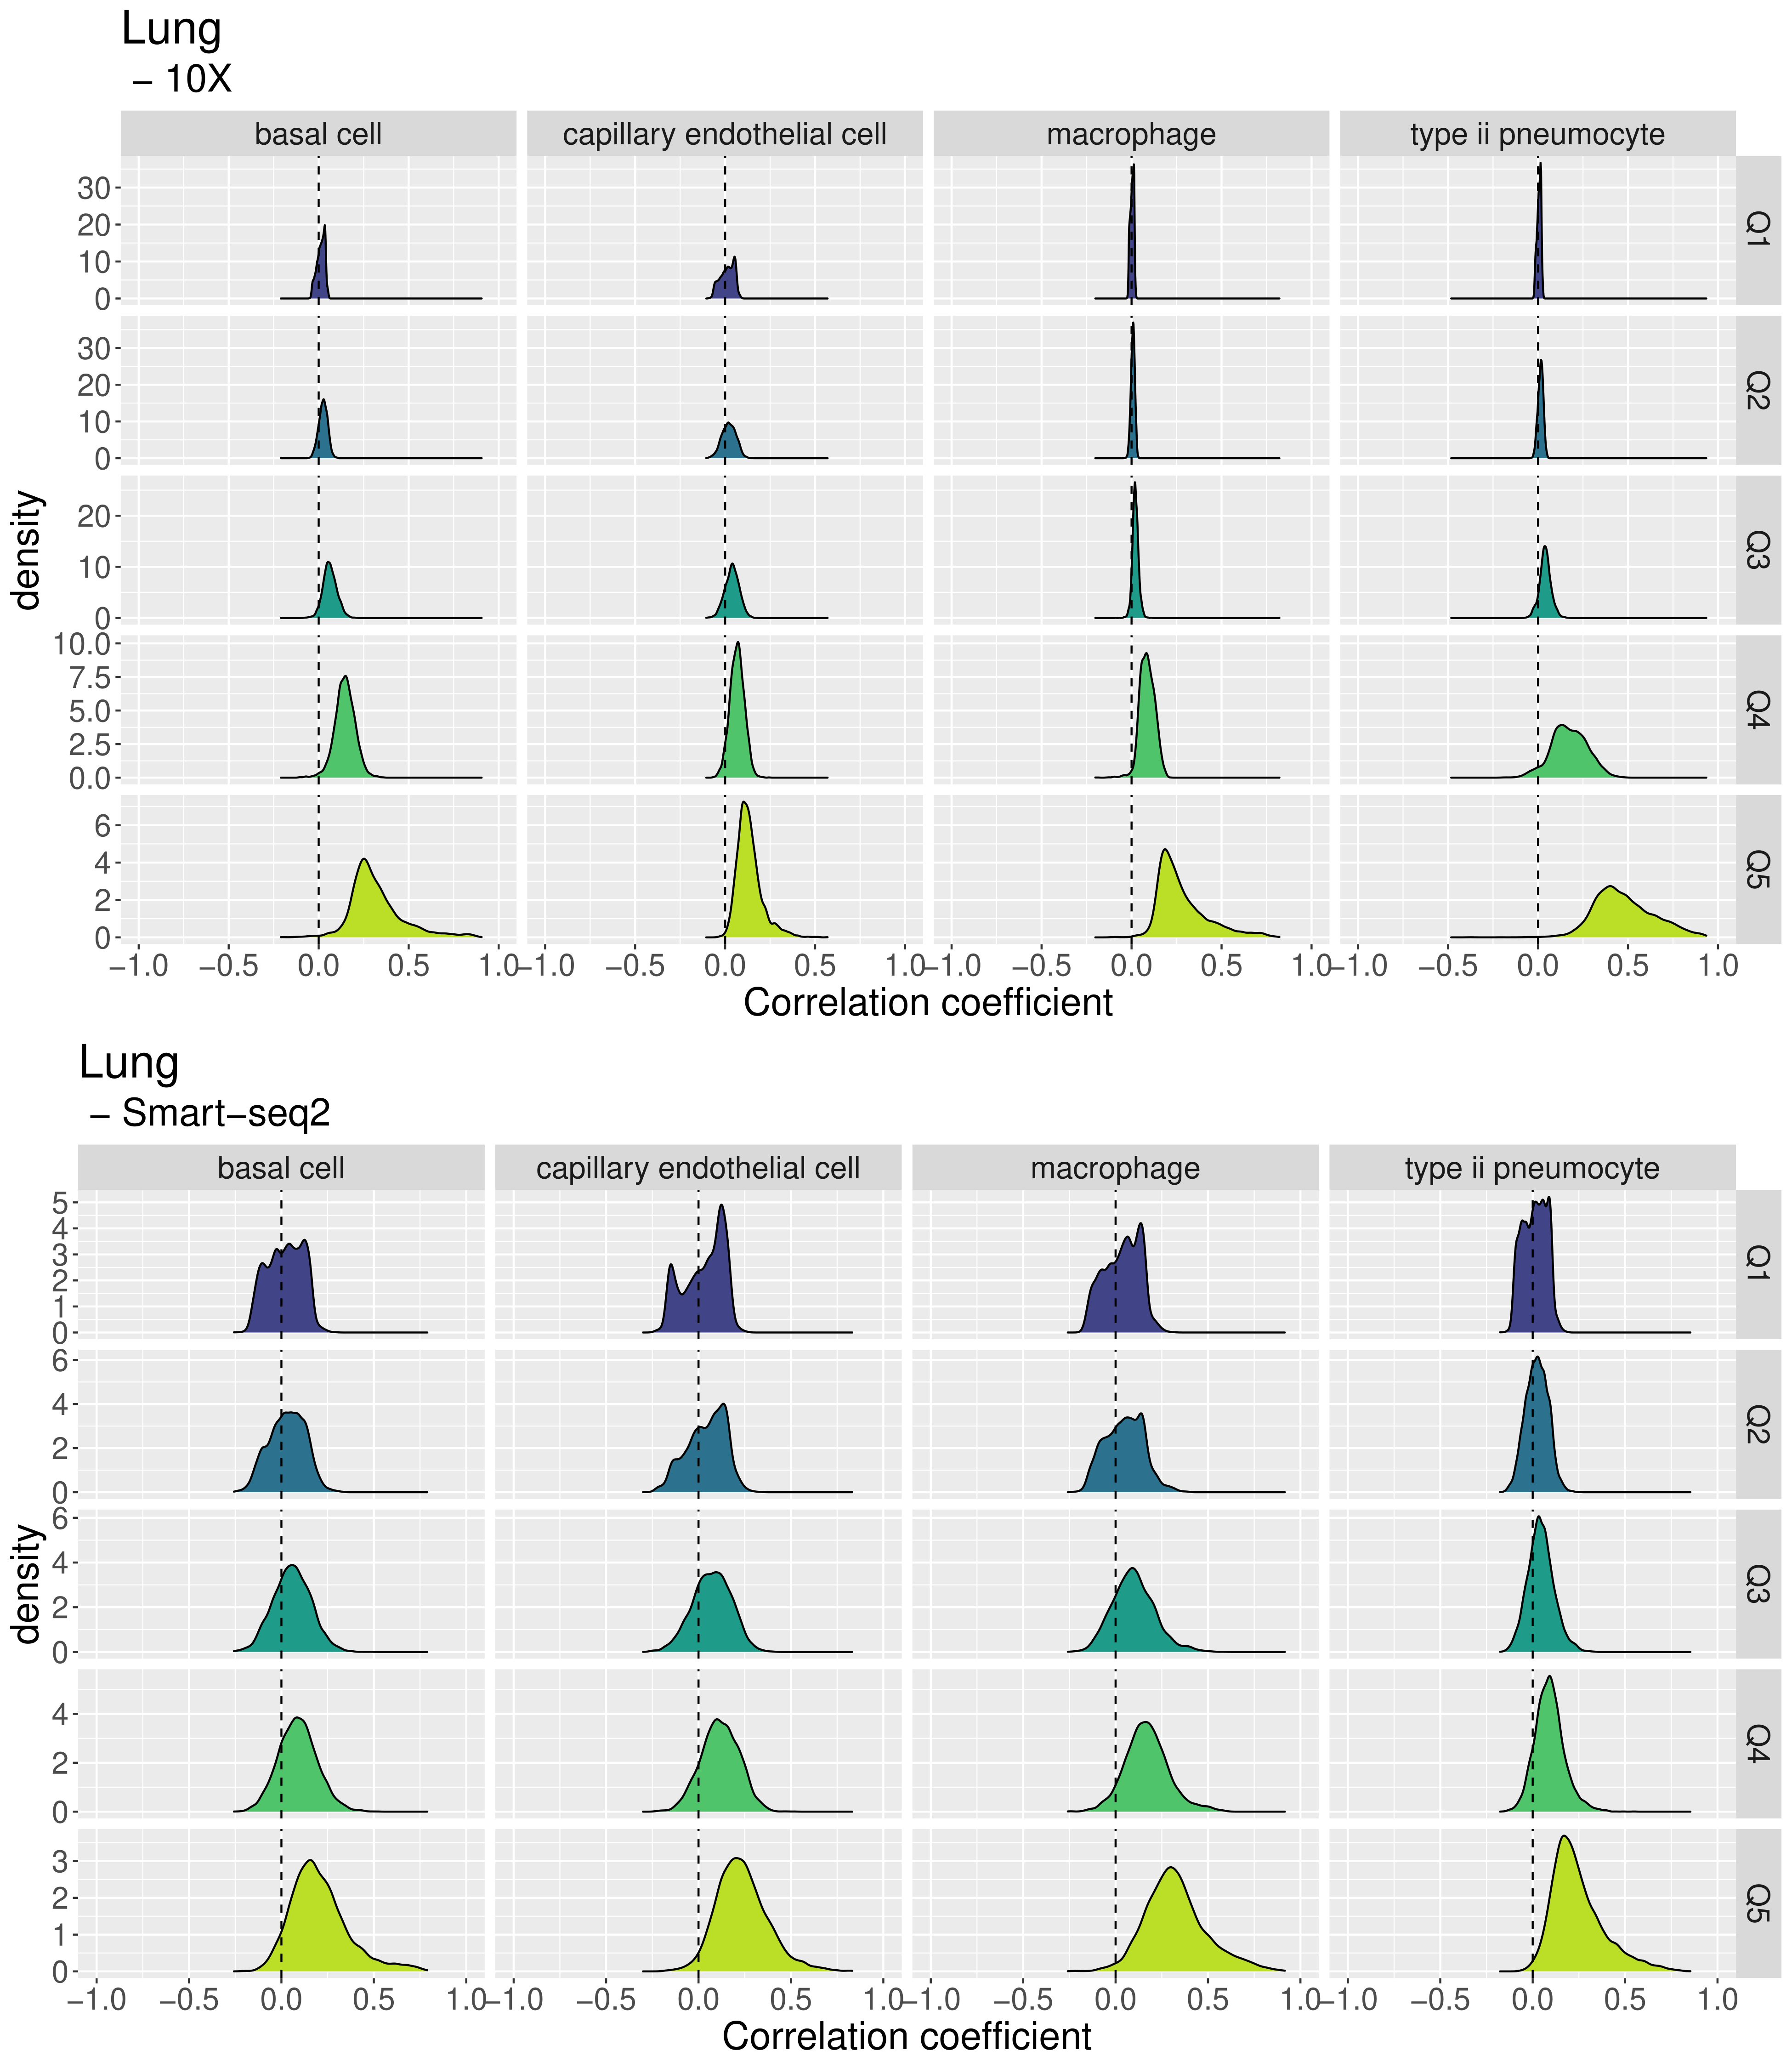 Lung
– 10X
basal cell
capillary endothelial cell
macrophage
type ii pneumocyte
30
20
10
0
Q1
30
20
10
0
Q2
20
10
0
Q3
10.0
7.5
5.0
2.5
0.0
Q4
6
4
2
0
Q5
density
−1.0 −0.5 0.0 0.5 1.0 −1.0 −0.5 0.0 0.5 1.0 −1.0 −0.5 0.0 0.5 1.0 −1.0 −0.5 0.0 0.5 1.0
Correlation coefficient
Lung
– Smart−seq2
basal cell
capillary endothelial cell
macrophage
type ii pneumocyte
5
4
3
2
1
0
Q1
6
4
2
0
Q2
6
4
2
0
Q3
4
2
0
Q4
3
2
1
0
Q5
density
−1.0 −0.5 0.0 0.5 1.0 −1.0 −0.5 0.0 0.5 1.0 −1.0 −0.5 0.0 0.5 1.0 −1.0 −0.5 0.0 0.5 1.0
Correlation coefficient